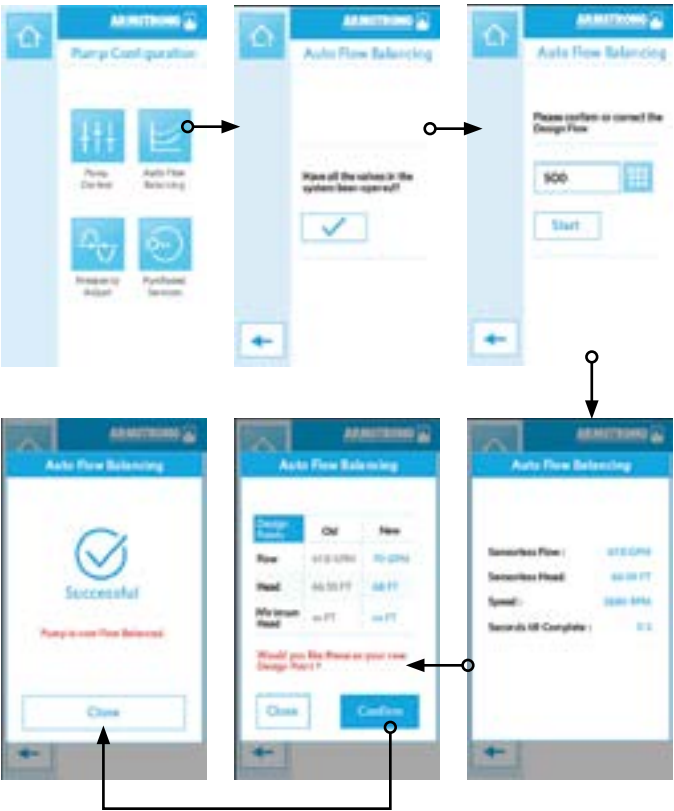 ARMSTRONG
Pump Configuration
Pump
Control
Auto Flow
Balancing
Adjust
Purchased
Services
ARMSTRONG
Auto Flow Balancing
Have all the valves in the
system been opened?
ARMSTRONG
Auto Flow Balancing
Please confirm or correct the
Design Flow
500
Start
ARMSTRONG
Auto Flow Balancing
Successful
Pump is now Flow Balanced
Close
ARMSTRONG
Auto Flow Balancing
Design
Points
Old
New
Flow
Head
68 FT
Minimum
Head
Would you like these as your new
Design Point ?
Close
Confirm
ARMSTRONG
Auto Flow Balancing
Sensorless Flow :
Sensorless Head
Speed :
Seconds till Complete :